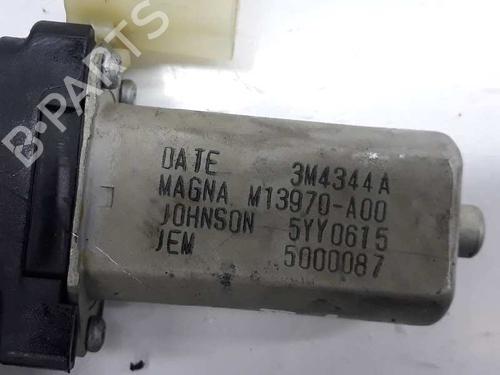 B-PARTS
DATE 3M4344A
MAGNA M13970-A00
JOHNSON 5YY0615
JEM 5000087